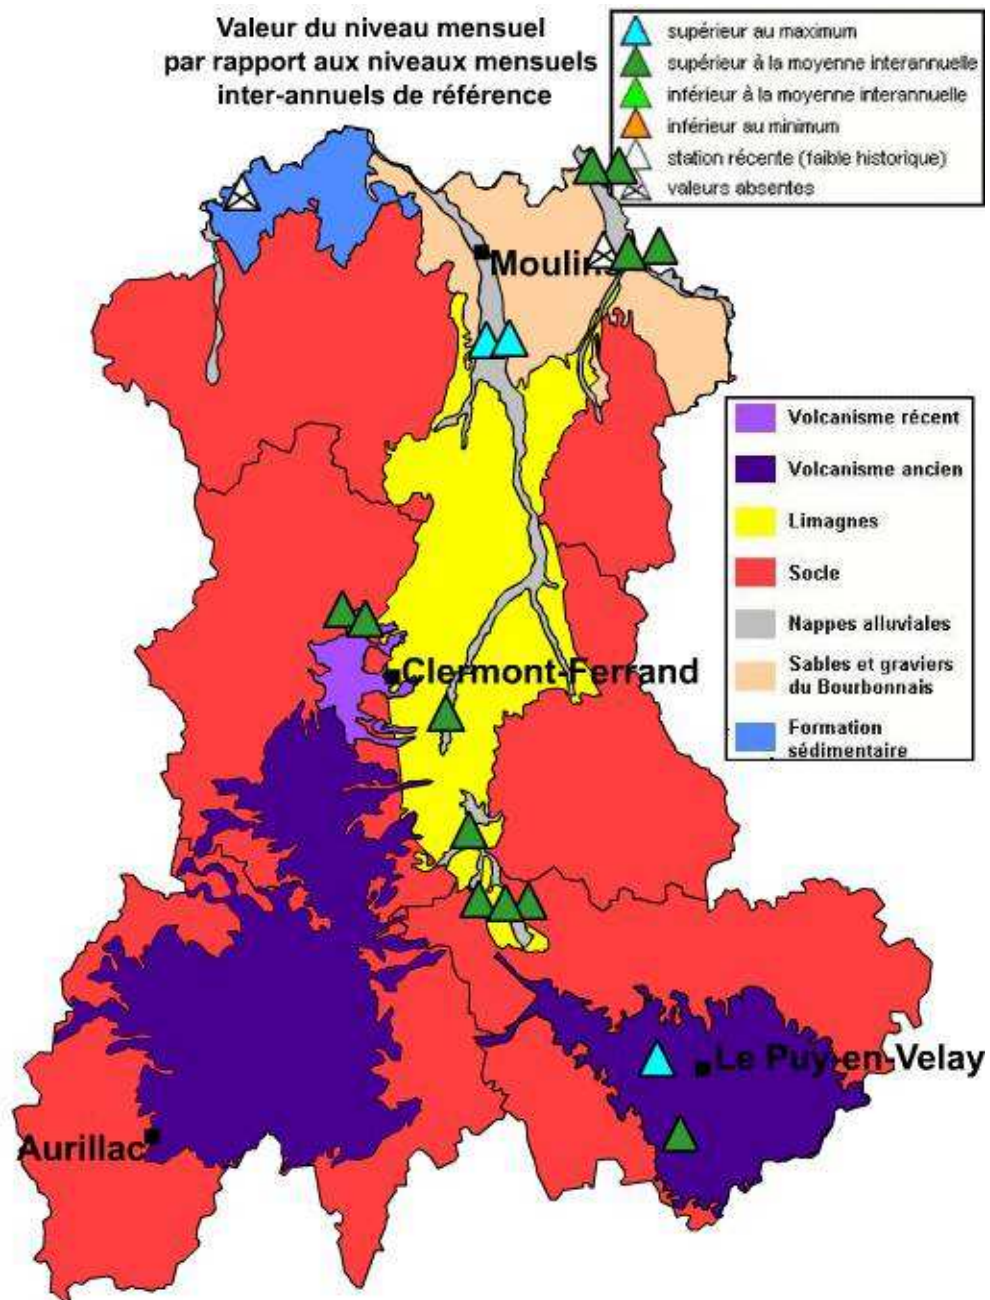 Valeur du niveau mensuel
par rapport aux niveaux mensuels
inter-annuels de référence
supérieur au maximum
supérieur à la moyenne interannuelle
inférieur à la moyenne interannuelle
inférieur au minimum
station récente (faible historique)
valeurs absentes
Moulins
Volcanisme récent
Volcanisme ancien
Limagnes
Socle
Nappes alluviales
Sables et graviers
du Bourbonnais
Formation
sédimentaire
Clermont-Ferrand
Le Puy-en-Velay
Aurillac